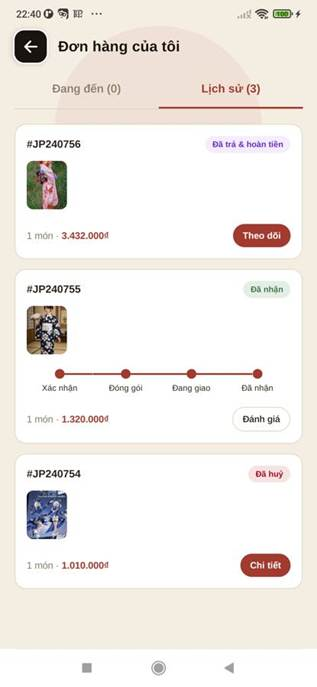 22:40
100
Đơn hàng của tôi
Đang đến (0)
Lịch sử (3)
#JP240756
Đã trả & hoàn tiền
1 món · 3.432.000₫
Theo dõi
#JP240755
Đã nhận
Xác nhận
Đóng gói
Đang giao
Đã nhận
1 món · 1.320.000₫
Đánh giá
#JP240754
Đã huỷ
1 món · 1.010.000₫
Chi tiết